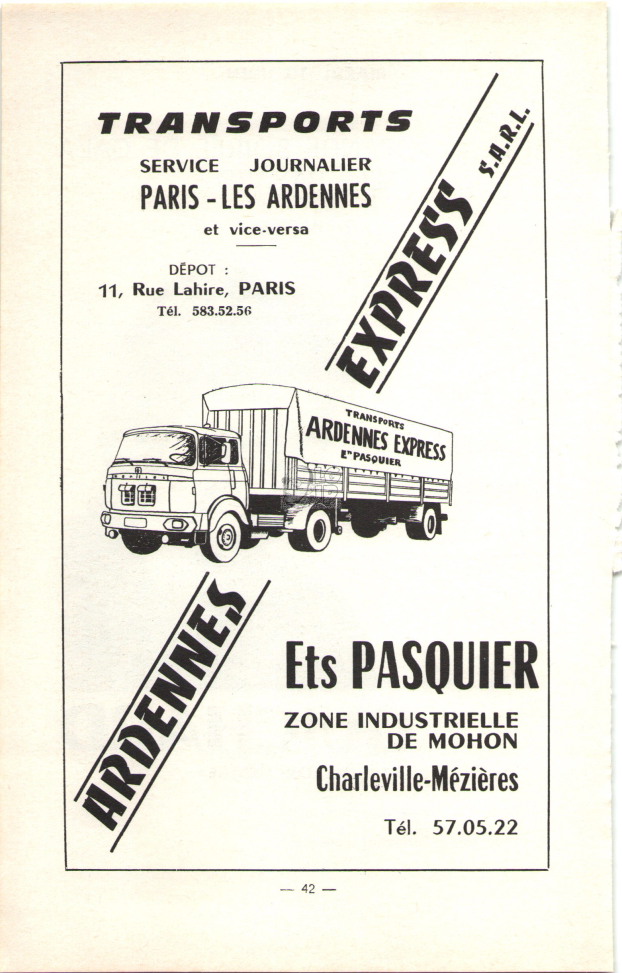 TRANSPORTS
SERVICE JOURNALIER
PARIS - LES ARDENNES
et vice-versa
DÉPOT :
11, Rue Lahire, PARIS
Tél. 583.52.56
ARDENNES EXPRESS S.A.R.L.
TRANSPORTS
ARDENNES EXPRESS
Ets PASQUIER
Ets PASQUIER
ZONE INDUSTRIELLE
DE MOHON
Charleville-Mézières
Tél. 57.05.22
— 42 —